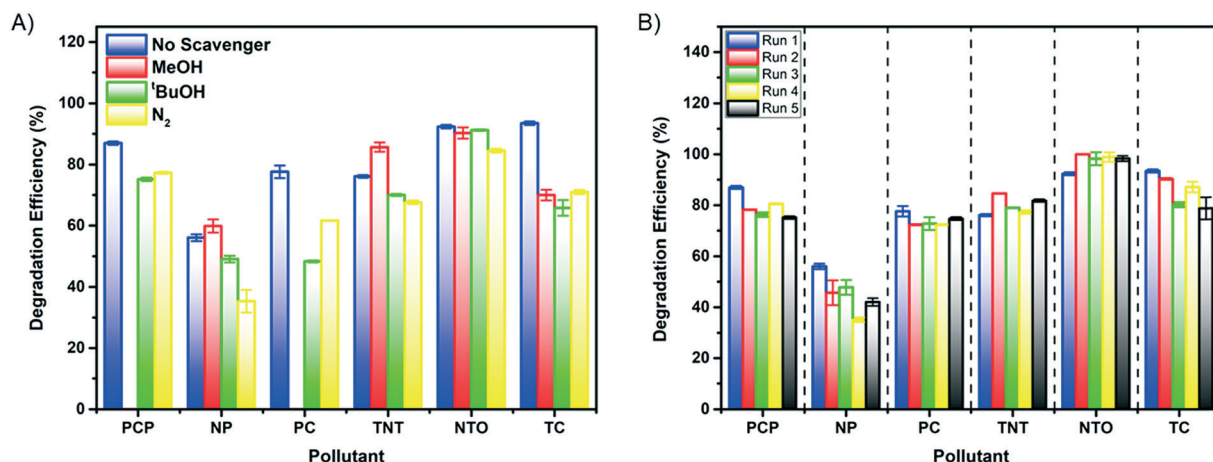 A)
Degradation Efficiency (%)
120
100
80
60
40
20
0
No Scavenger
MeOH
ᵗBuOH
N₂
PCP NP PC TNT NTO TC
Pollutant
B)
Degradation Efficiency (%)
140
120
100
80
60
40
20
0
Run 1
Run 2
Run 3
Run 4
Run 5
PCP NP PC TNT NTO TC
Pollutant